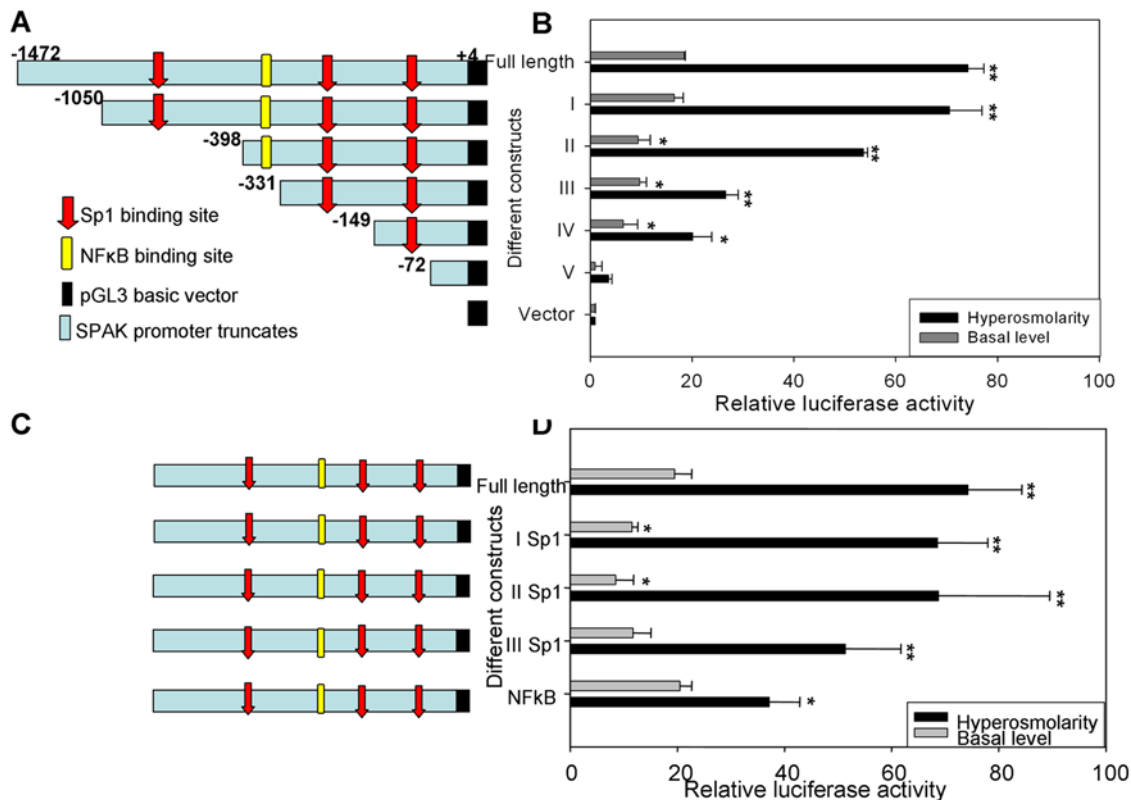 A
-1472
+4
-1050
-398
-331
-149
-72
Sp1 binding site
NFκB binding site
pGL3 basic vector
SPAK promoter truncates
B
Different constructs
Full length
**
I
**
II
*
**
III
*
**
IV
*
*
V
Vector
Hyperosmolarity
Basal level
0 20 40 60 80 100
Relative luciferase activity
C
D
Different constructs
Full length
**
I Sp1
*
**
II Sp1
*
**
III Sp1
**
NFkB
*
Hyperosmolarity
Basal level
0 20 40 60 80 100
Relative luciferase activity